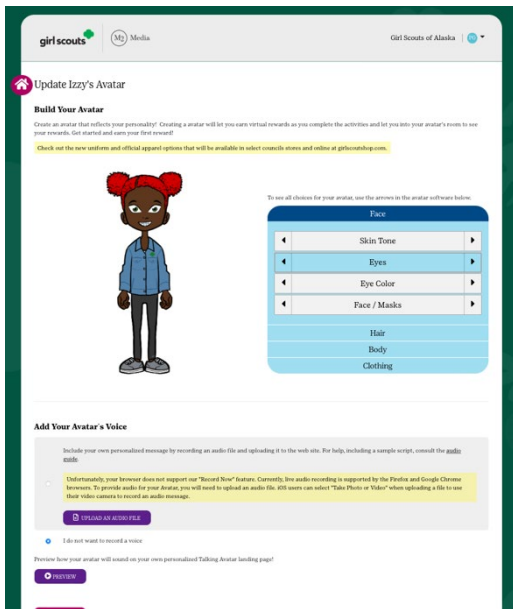 girl scouts
M2 Media
Girl Scouts of Alaska
Update Izzy's Avatar
Build Your Avatar
Create an avatar that reflects your personality! Creating a avatar will let you earn virtual rewards as you complete the activities and let you into your avatar's room to see
your rewards. Get started and earn your first reward!
Check out the new uniform and official apparel options that will be available in select councils stores and online at girlscoutshop.com.
To see all choices for your avatar, use the arrows in the avatar software below.
Face
Skin Tone
Eyes
Eye Color
Face / Masks
Hair
Body
Clothing
Add Your Avatar's Voice
Include your own personalized message by recording an audio file and uploading it to the web site. For help, including a sample script, consult the audio
guide.
Unfortunately, your browser does not support our "Record Now" feature. Currently, live audio recording is supported by the Firefox and Google Chrome
browsers. To provide audio for your Avatar, you will need to upload an audio file. iOS users can select "Take Photo or Video" when uploading a file to use
their video camera to record an audio message.
UPLOAD AN AUDIO FILE
I do not want to record a voice
Preview how your avatar will sound on your own personalized Talking Avatar landing page!
PREVIEW